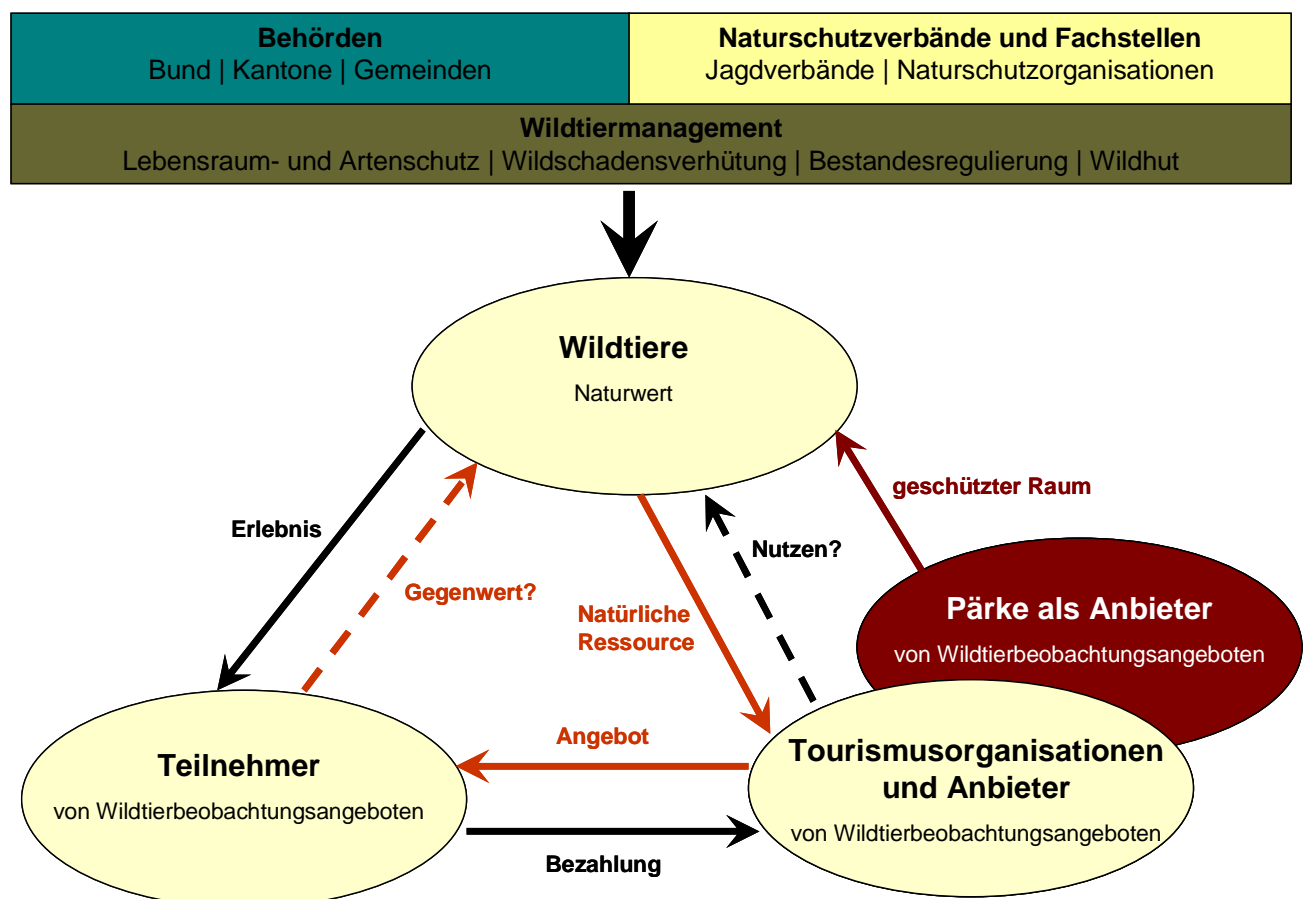 Behörden
Bund | Kantone | Gemeinden
Naturschutzverbände und Fachstellen
Jagdverbände | Naturschutzorganisationen
Wildtiermanagement
Lebensraum- und Artenschutz | Wildschadensverhütung | Bestandesregulierung | Wildhut
Wildtiere
Naturwert
geschützter Raum
Erlebnis
Nutzen?
Gegenwert?
Natürliche
Ressource
Pärke als Anbieter
von Wildtierbeobachtungsangeboten
Angebot
Teilnehmer
von Wildtierbeobachtungsangeboten
Tourismusorganisationen
und Anbieter
von Wildtierbeobachtungsangeboten
Bezahlung